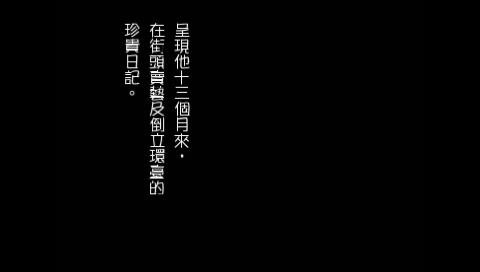 呈現他十三個月來，
在街頭賣藝及倒立環臺的
珍貴日記。